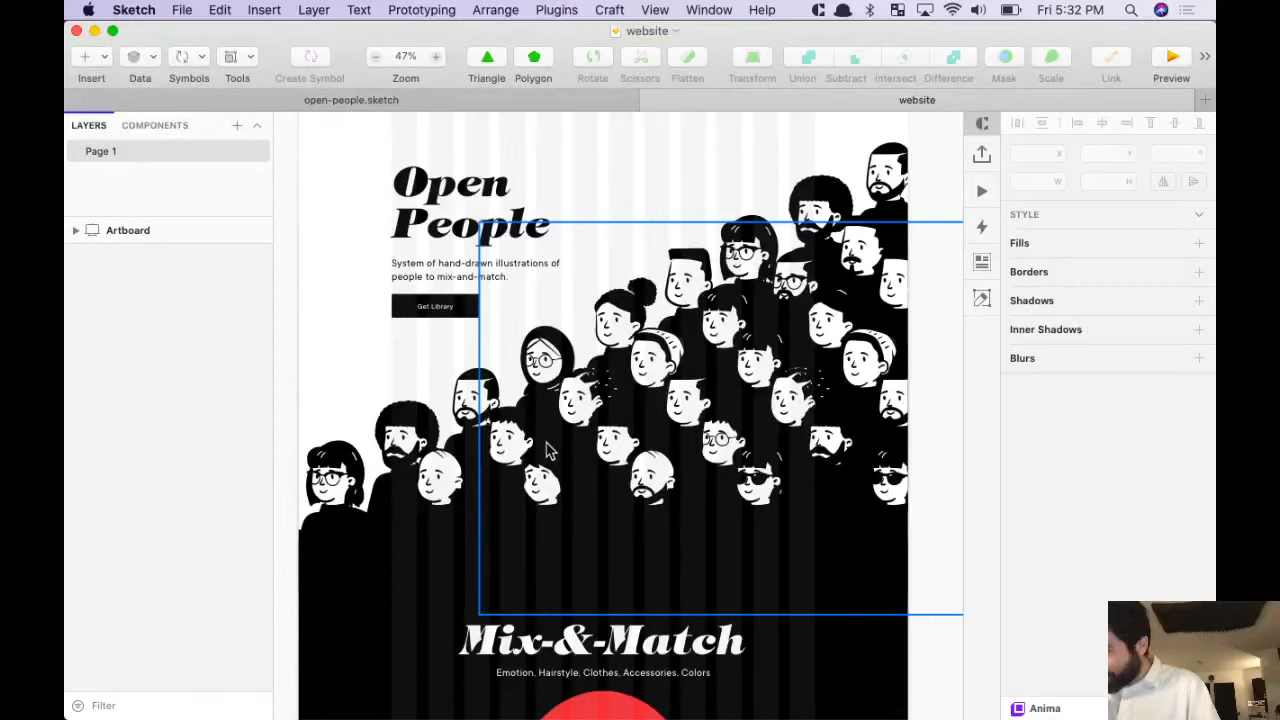 Sketch File Edit Insert Layer Text Prototyping Arrange Plugins Craft Website Window Help Fri 5:32 PM
website
Insert Data Symbols Tools Create Symbol 47% Zoom Triangle Polygon Rotate Scissors Flatten Transform Union Subtract Intersect Difference Mask Scale Link Preview
open-people.sketch website
LAYERS COMPONENTS
Page 1
Artboard
Filter
Open
People
System of hand-drawn illustrations of
people to mix-and-match.
Get Library
Mix-&-Match
Emotion, Hairstyle, Clothes, Accessories, Colors
X Y °
W H
STYLE
Fills
Borders
Shadows
Inner Shadows
Blurs
Anima